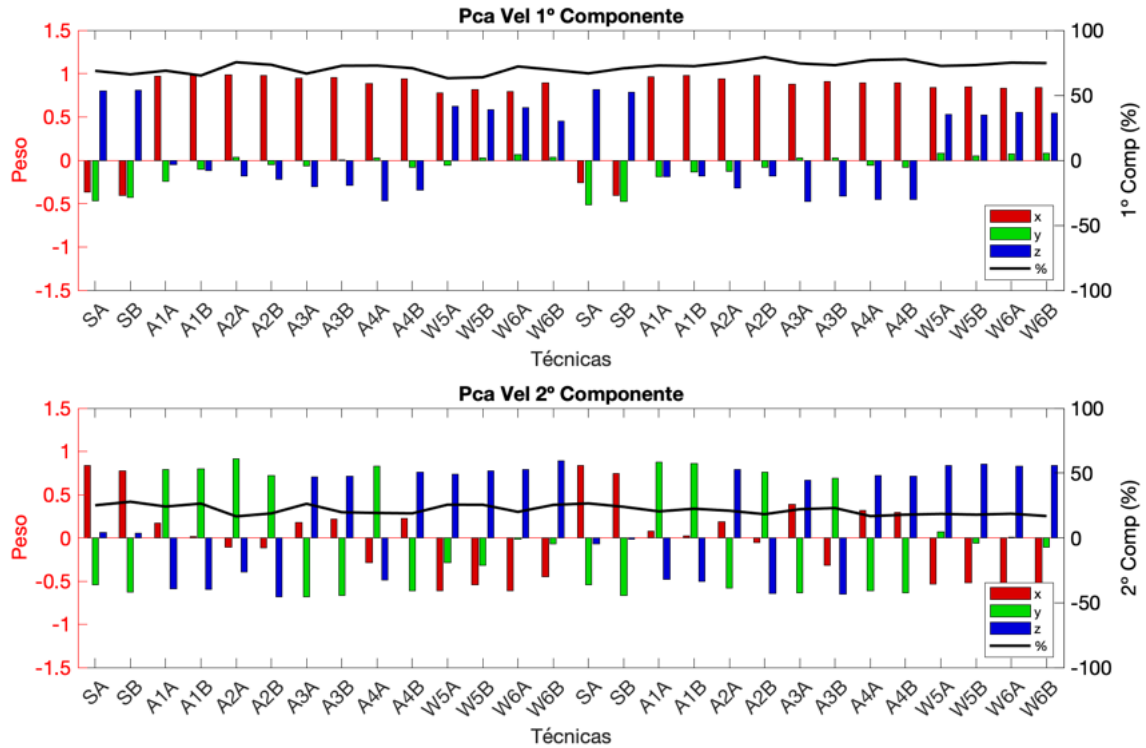 Pca Vel 1º Componente
1.5
1
0.5
0
-0.5
-1
-1.5
Peso
100
50
0
-50
-100
1º Comp (%)
x
y
z
%
SA SB A1A A1B A2A A2B A3A A3B A4A A4B W5A W5B W6A W6B SA SB A1A A1B A2A A2B A3A A3B A4A A4B W5A W5B W6A W6B
Técnicas
Pca Vel 2º Componente
1.5
1
0.5
0
-0.5
-1
-1.5
Peso
100
50
0
-50
-100
2º Comp (%)
x
y
z
%
SA SB A1A A1B A2A A2B A3A A3B A4A A4B W5A W5B W6A W6B SA SB A1A A1B A2A A2B A3A A3B A4A A4B W5A W5B W6A W6B
Técnicas